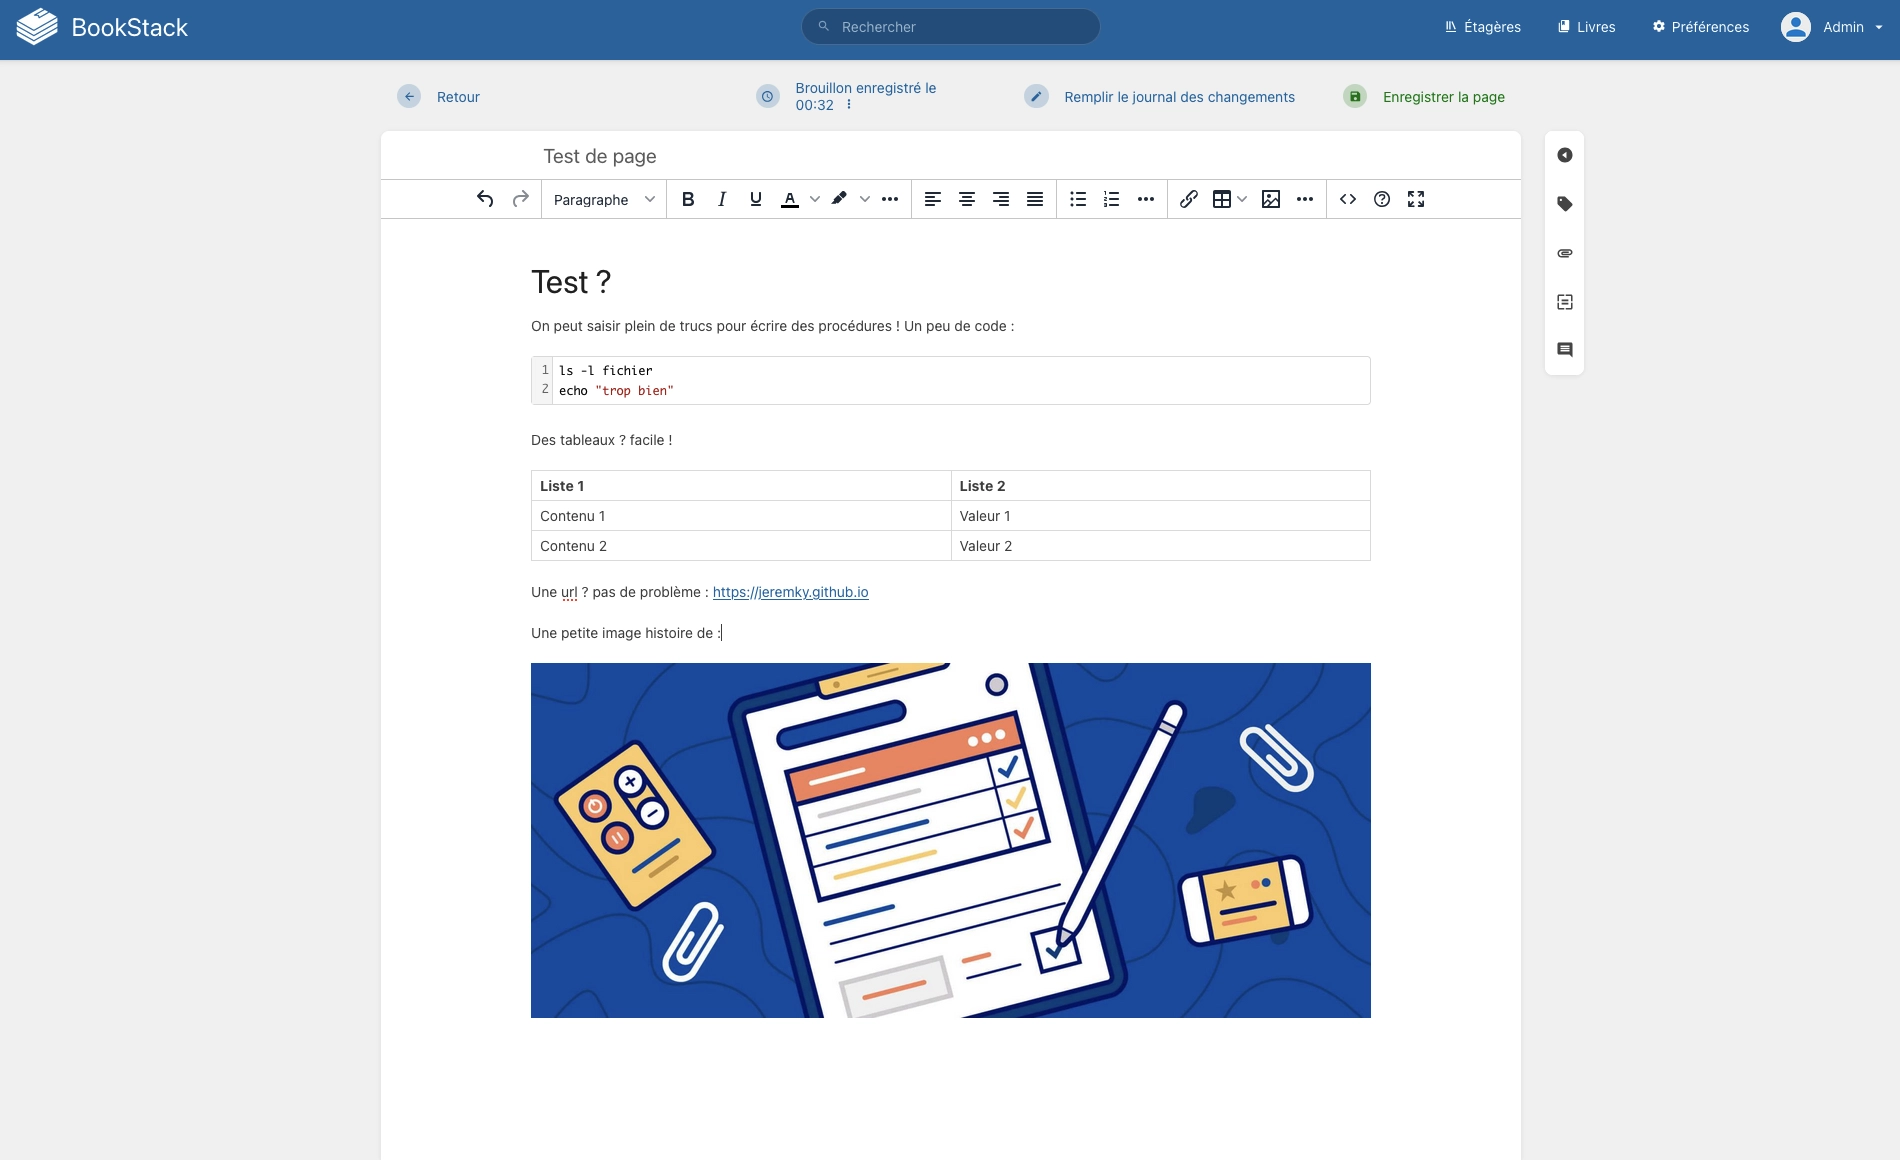 BookStack
Rechercher
Étagères
Livres
Préférences
Admin
Retour
Brouillon enregistré le
00:32
Remplir le journal des changements
Enregistrer la page
Test de page
Paragraphe
B I U A
Test ?
On peut saisir plein de trucs pour écrire des procédures ! Un peu de code :
1 ls -l fichier
2 echo "trop bien"
Des tableaux ? facile !
Liste 1 Liste 2
Contenu 1 Valeur 1
Contenu 2 Valeur 2
Une url ? pas de problème : https://jeremky.github.io
Une petite image histoire de :